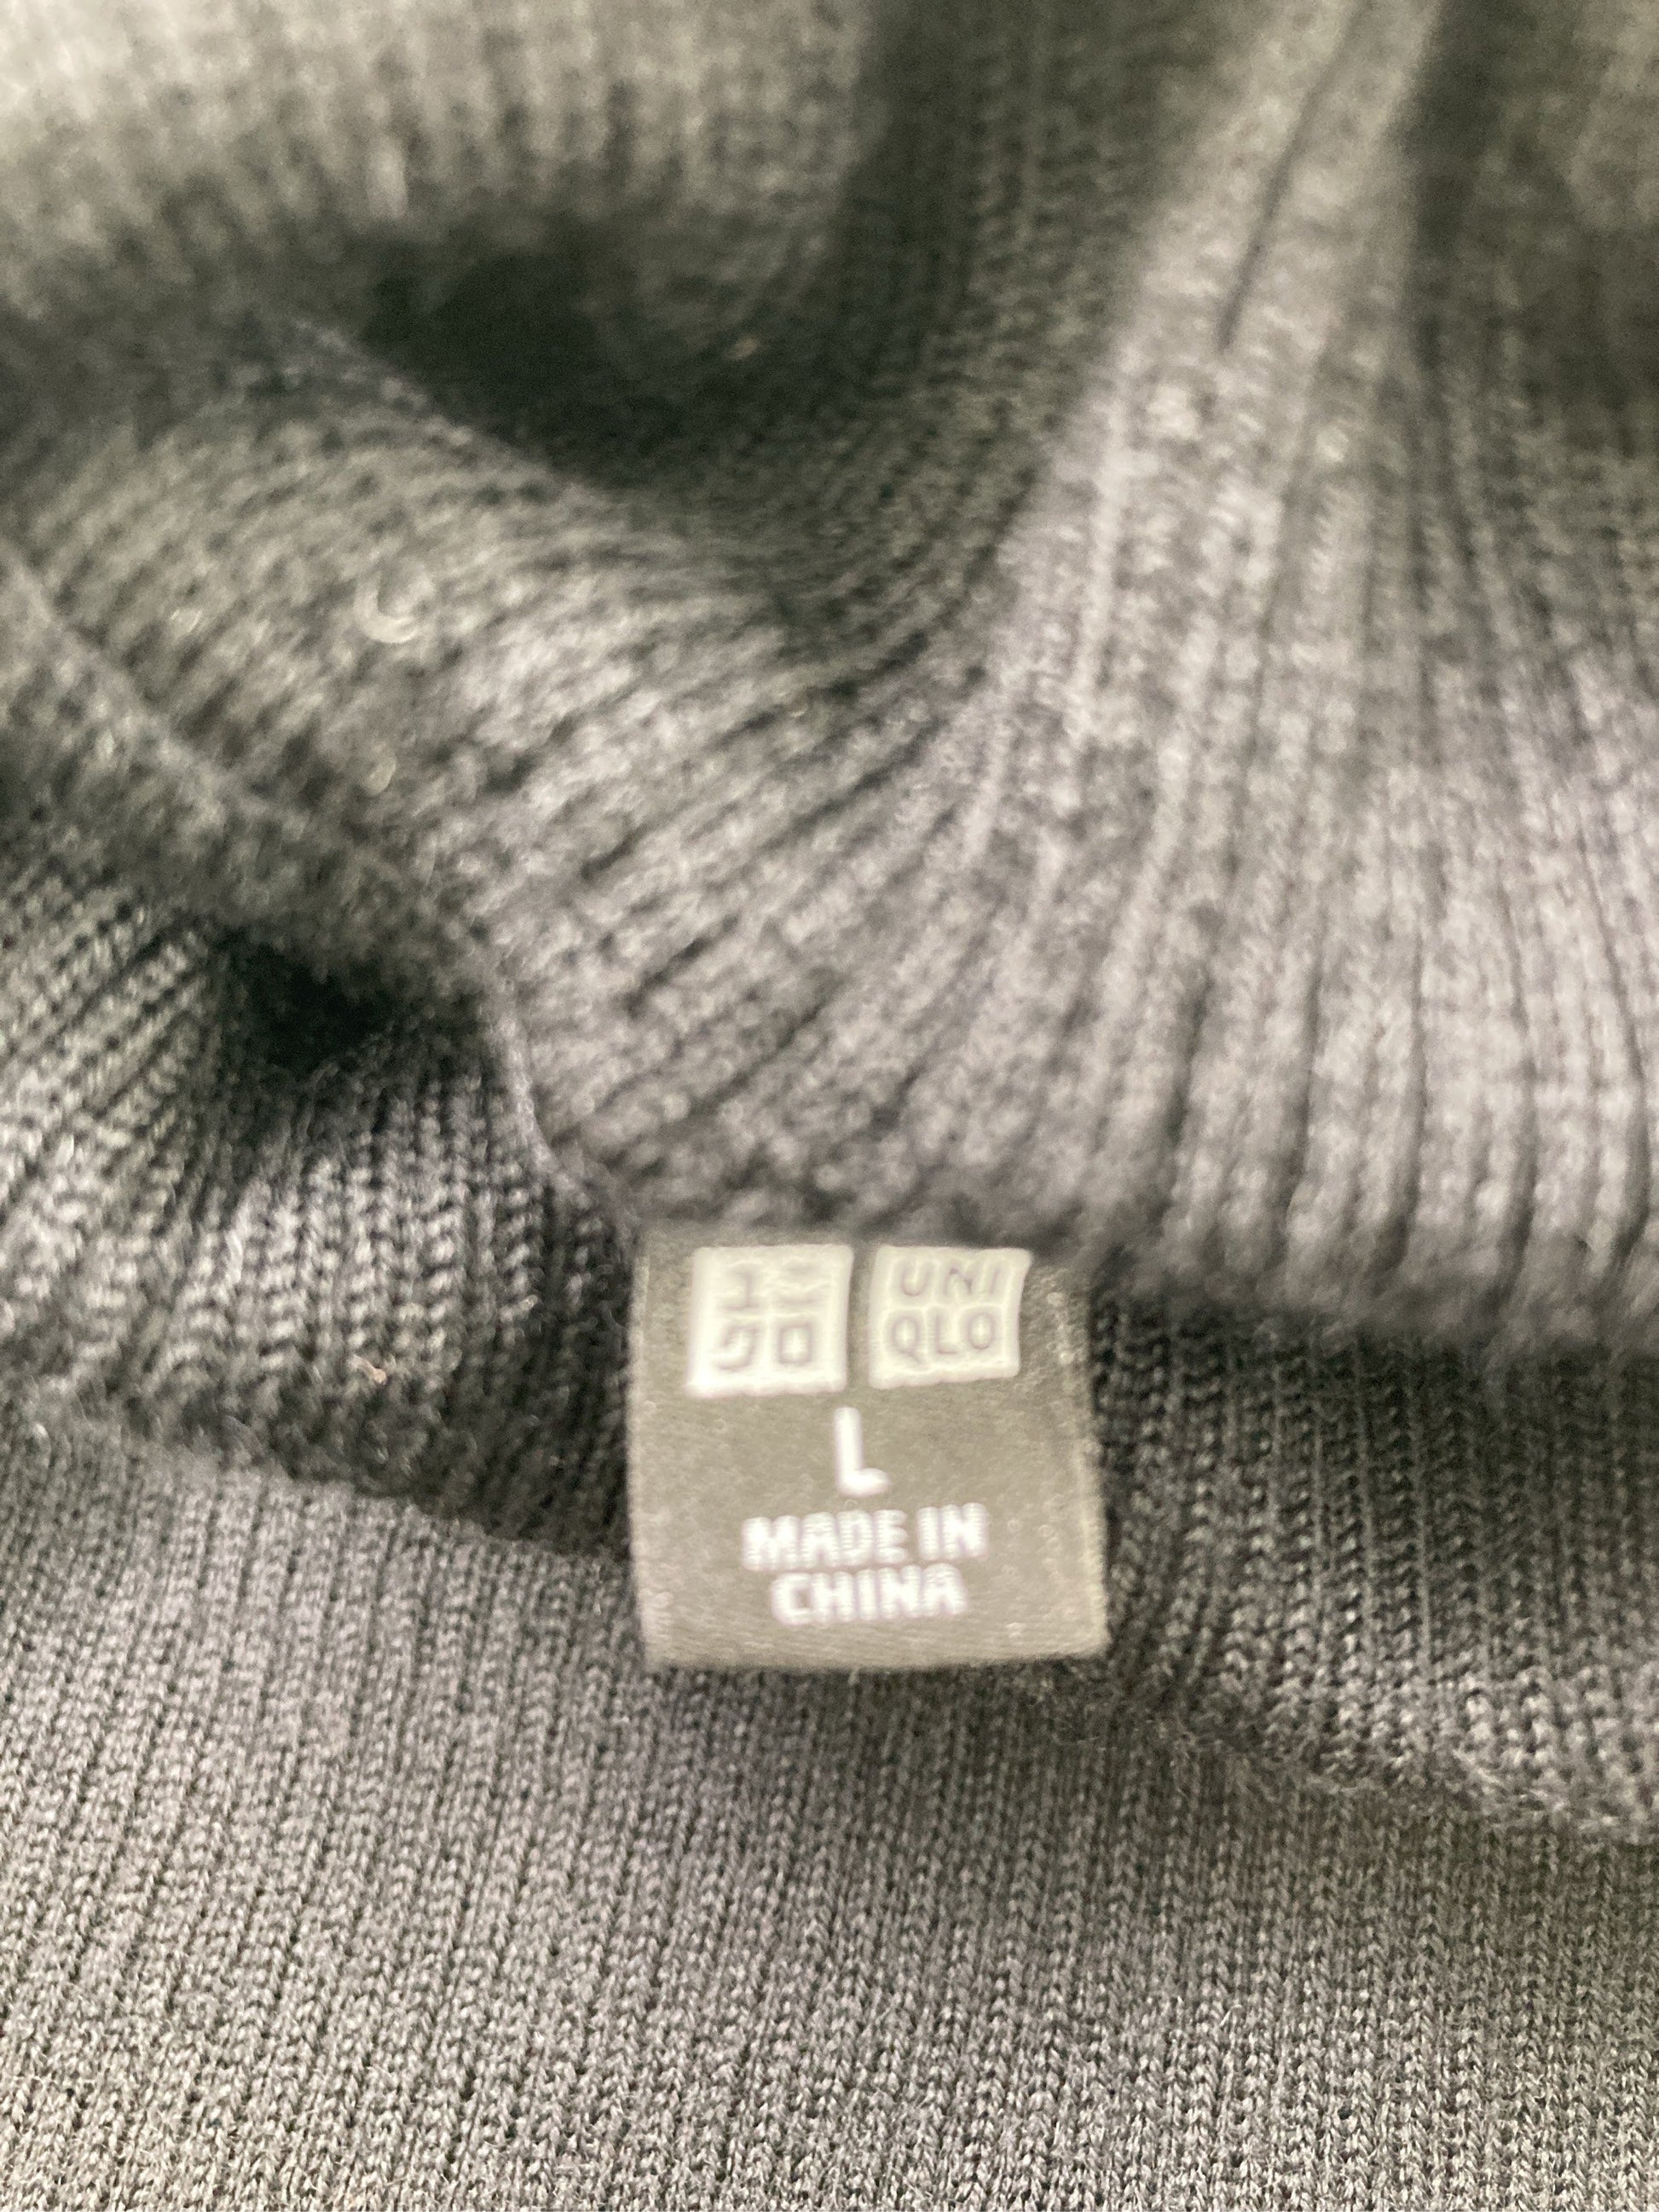 ユニ UNI
クロ QLO
L
MADE IN
CHINA